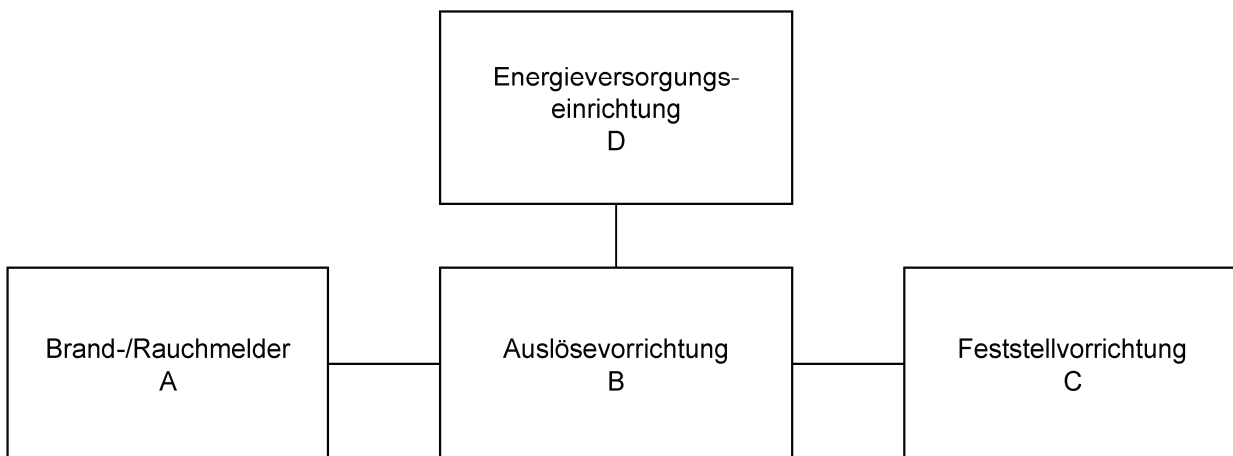 Energieversorgungs-
einrichtung
D
Brand-/Rauchmelder
A
Auslösevorrichtung
B
Feststellvorrichtung
C